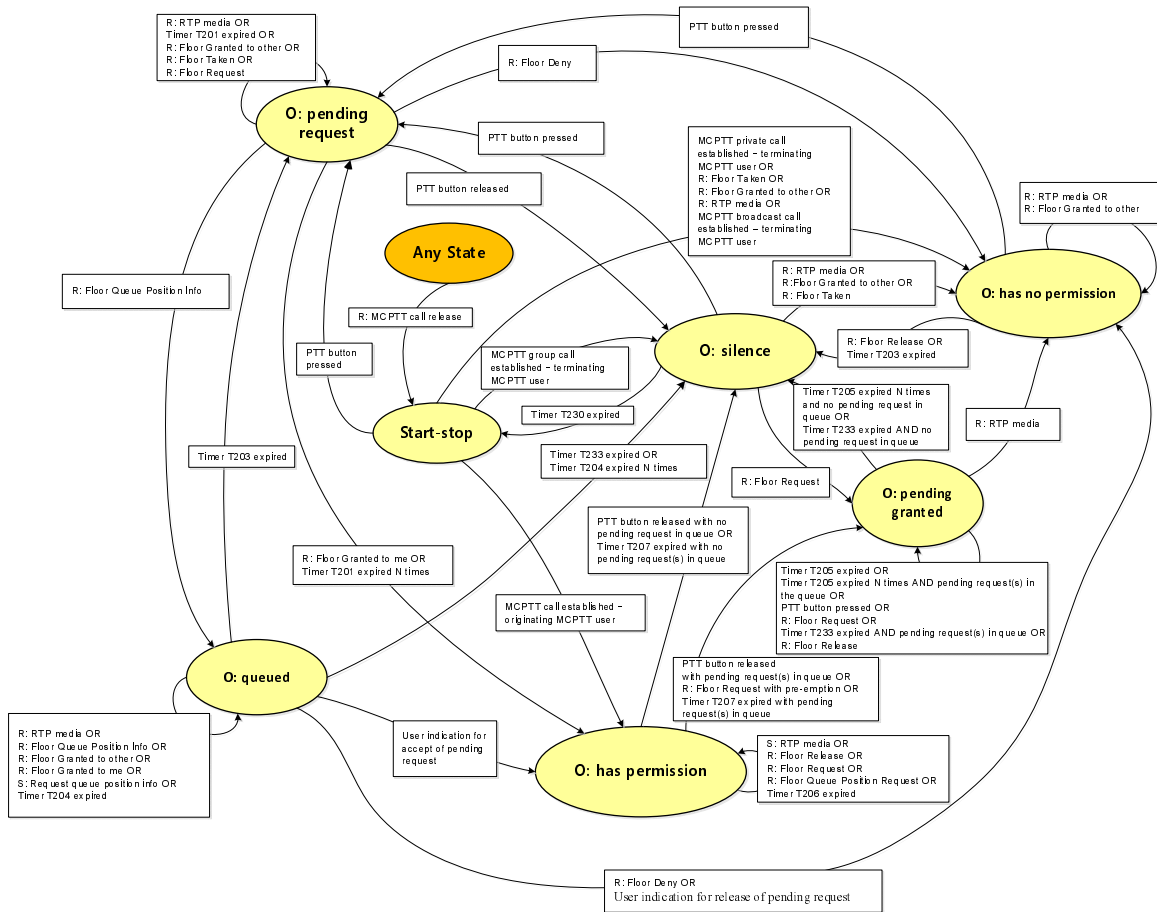 R: RTP media OR
Timer T201 expired OR
R: Floor Granted to other OR
R: Floor Taken OR
R: Floor Request
PTT button pressed
R: Floor Deny
O: pending
request
PTT button pressed
MCPTT private call
established – terminating
MCPTT user OR
R: Floor Taken OR
R: Floor Granted to other OR
R: RTP media OR
MCPTT broadcast call
established – terminating
MCPTT user
PTT button released
R: RTP media OR
R: Floor Granted to other
Any State
R: Floor Queue Position Info
R: RTP media OR
R:Floor Granted to other OR
R: Floor Taken
O: has no permission
R: MCPTT call release
R: Floor Release OR
Timer T203 expired
PTT button
pressed
MCPTT group call
established – terminating
MCPTT user
O: silence
Timer T230 expired
Timer T205 expired N times
and no pending request in
queue OR
Timer T233 expired AND no
pending request in queue
R: RTP media
Start-stop
Timer T203 expired
Timer T233 expired OR
Timer T204 expired N times
R: Floor Request
O: pending
granted
PTT button released with no
pending request in queue OR
Timer T207 expired with no
pending request(s) in queue
R: Floor Granted to me OR
Timer T201 expired N times
Timer T205 expired OR
Timer T205 expired N times AND pending request(s) in
the queue OR
PTT button pressed OR
R: Floor Request OR
Timer T233 expired AND pending request(s) in queue OR
R: Floor Release
MCPTT call established –
originating MCPTT user
O: queued
PTT button released
with pending request(s) in queue OR
R: Floor Request with pre-emption OR
Timer T207 expired with pending
request(s) in queue
R: RTP media OR
R: Floor Queue Position Info OR
R: Floor Granted to other OR
R: Floor Granted to me OR
S: Request queue position info OR
Timer T204 expired
User indication for
accept of pending
request
O: has permission
S: RTP media OR
R: Floor Release OR
R: Floor Request OR
R: Floor Queue Position Request OR
Timer T206 expired
R: Floor Deny OR
User indication for release of pending request